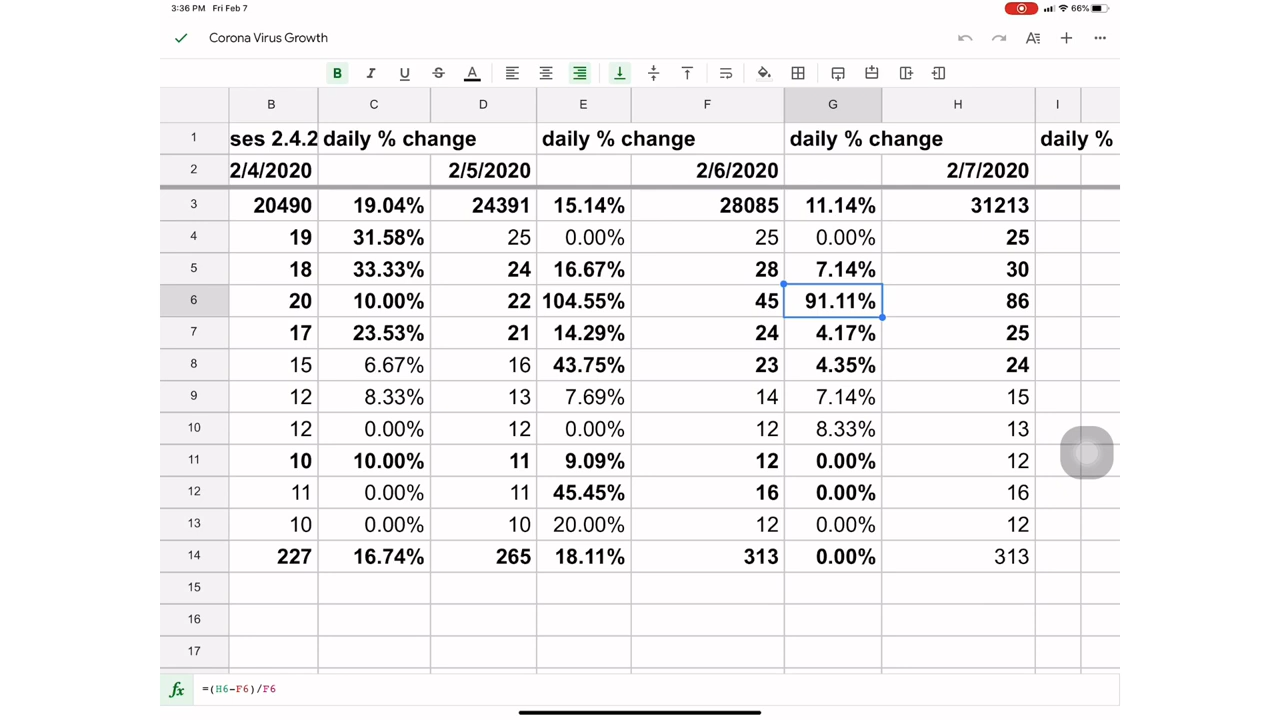 3:36 PM Fri Feb 7 66%
Corona Virus Growth
B I U S A
B C D E F G H I
1 ses 2.4.2 daily % change daily % change daily % change daily %
2 2/4/2020 2/5/2020 2/6/2020 2/7/2020
3 20490 19.04% 24391 15.14% 28085 11.14% 31213
4 19 31.58% 25 0.00% 25 0.00% 25
5 18 33.33% 24 16.67% 28 7.14% 30
6 20 10.00% 22 104.55% 45 91.11% 86
7 17 23.53% 21 14.29% 24 4.17% 25
8 15 6.67% 16 43.75% 23 4.35% 24
9 12 8.33% 13 7.69% 14 7.14% 15
10 12 0.00% 12 0.00% 12 8.33% 13
11 10 10.00% 11 9.09% 12 0.00% 12
12 11 0.00% 11 45.45% 16 0.00% 16
13 10 0.00% 10 20.00% 12 0.00% 12
14 227 16.74% 265 18.11% 313 0.00% 313
15
16
17
fx =(H6-F6)/F6